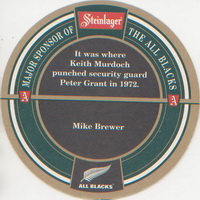 Steinlager
MAJOR SPONSOR OF
THE ALL BLACKS
It was where
Keith Murdoch
punched security guard
Peter Grant in 1972.
Mike Brewer
ALL BLACKS